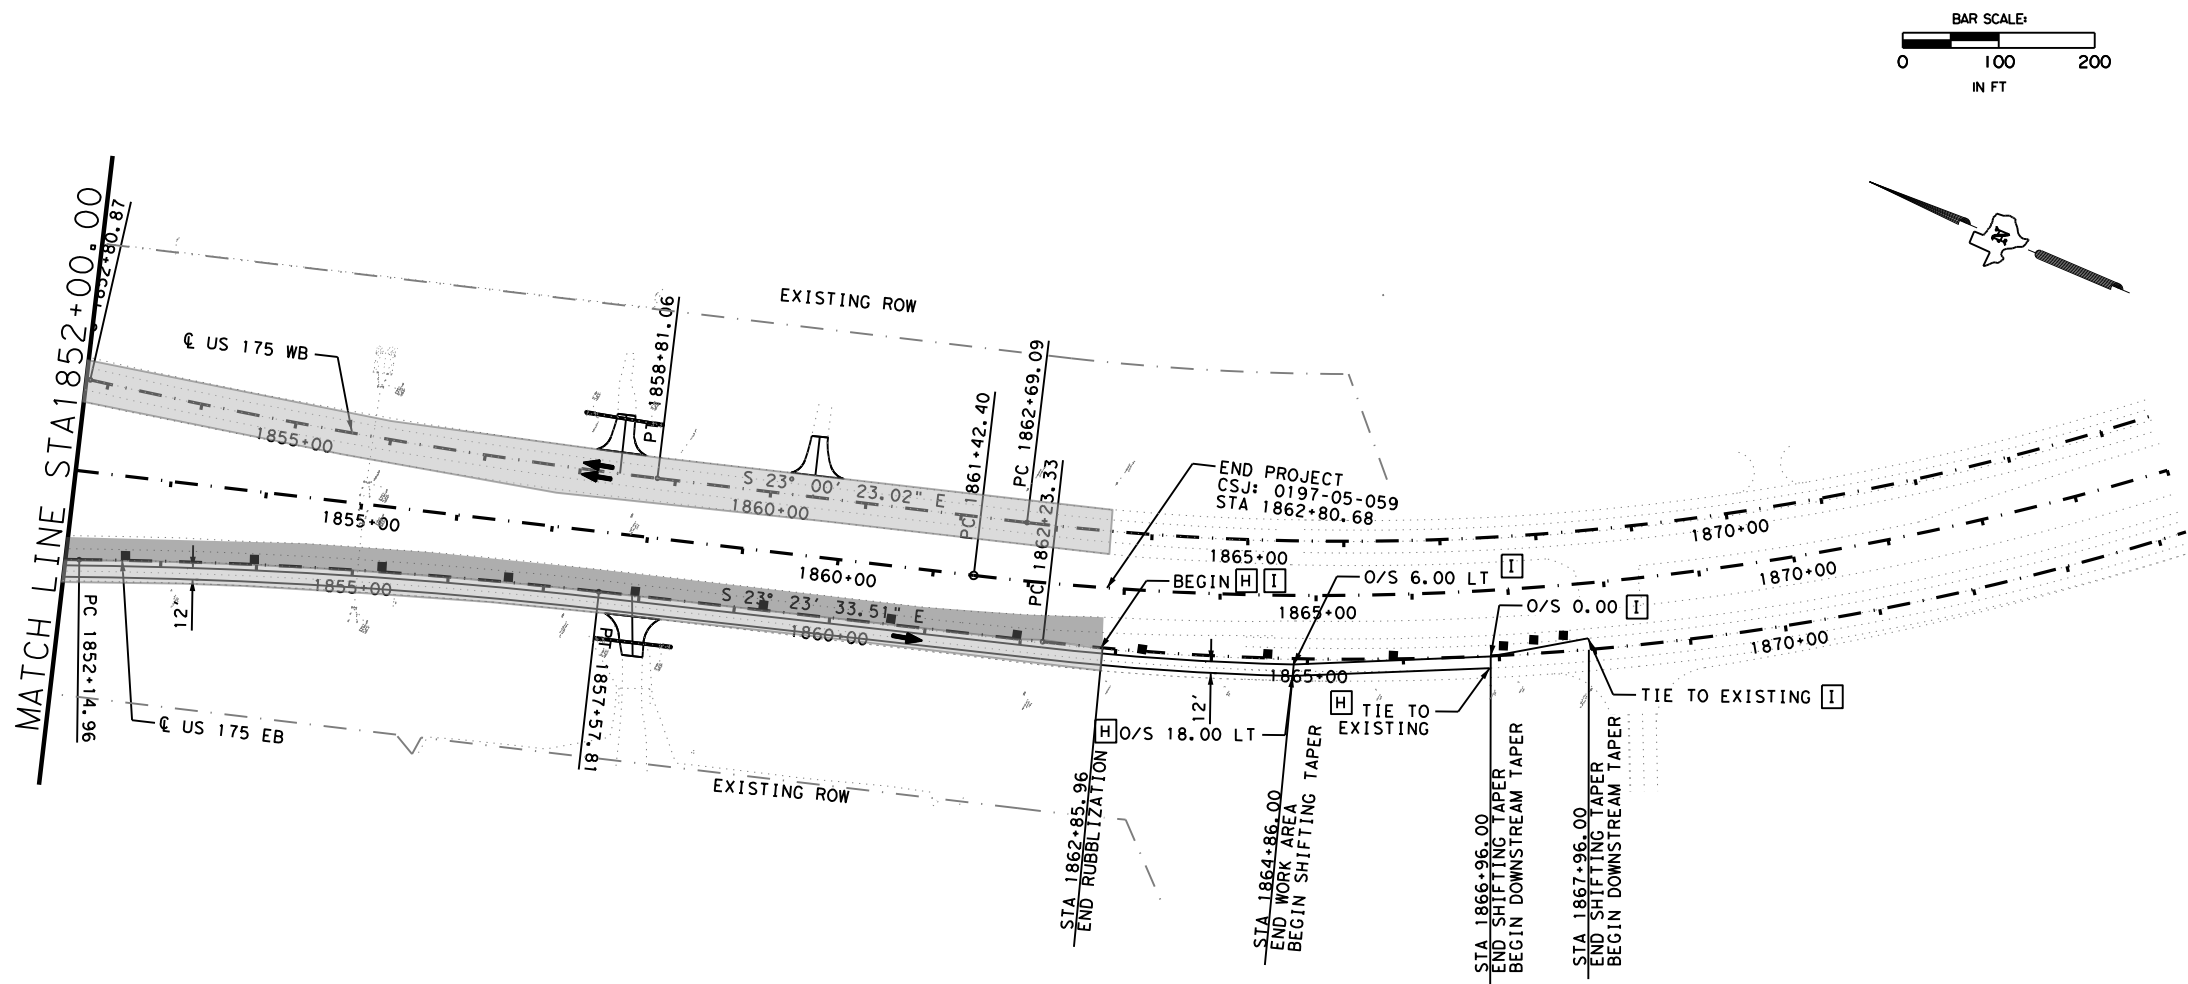 BAR SCALE:
0 100 200
IN FT
N
MATCH LINE STA1852+00.00
1852+80.87
EXISTING ROW
℄ US 175 WB
1855+00
PT 1858+81.06
S 23° 00' 23.02" E
1860+00
PC 1861+42.40
PC 1862+69.09
PC 1862+23.33
END PROJECT
CSJ: 0197-05-059
STA 1862+80.68
1865+00
1870+00
1855+00
1860+00
1865+00
1870+00
BEGIN H I
O/S 6.00 LT I
O/S 0.00 I
12'
PC 1852+14.96
℄ US 175 EB
1855+00
S 23° 23' 33.51" E
1860+00
PT 1857+57.81
EXISTING ROW
1865+00
1870+00
12'
H O/S 18.00 LT
H TIE TO
EXISTING
TIE TO EXISTING I
STA 1862+85.96
END RUBBLIZATION
STA 1864+86.00
END WORK AREA
BEGIN SHIFTING TAPER
STA 1866+96.00
END SHIFTING TAPER
BEGIN DOWNSTREAM TAPER
STA 1867+96.00
END SHIFTING TAPER
BEGIN DOWNSTREAM TAPER